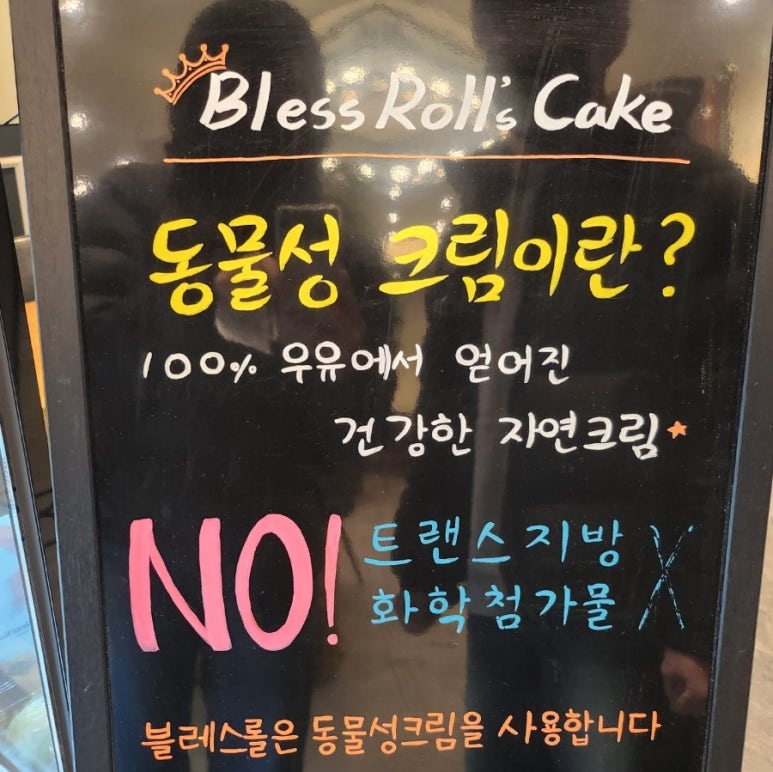 Bless Roll's Cake
동물성 크림이란?
100% 우유에서 얻어진
건강한 자연크림
NO! 트랜스지방 X
화학첨가물
블레스롤은 동물성크림을 사용합니다